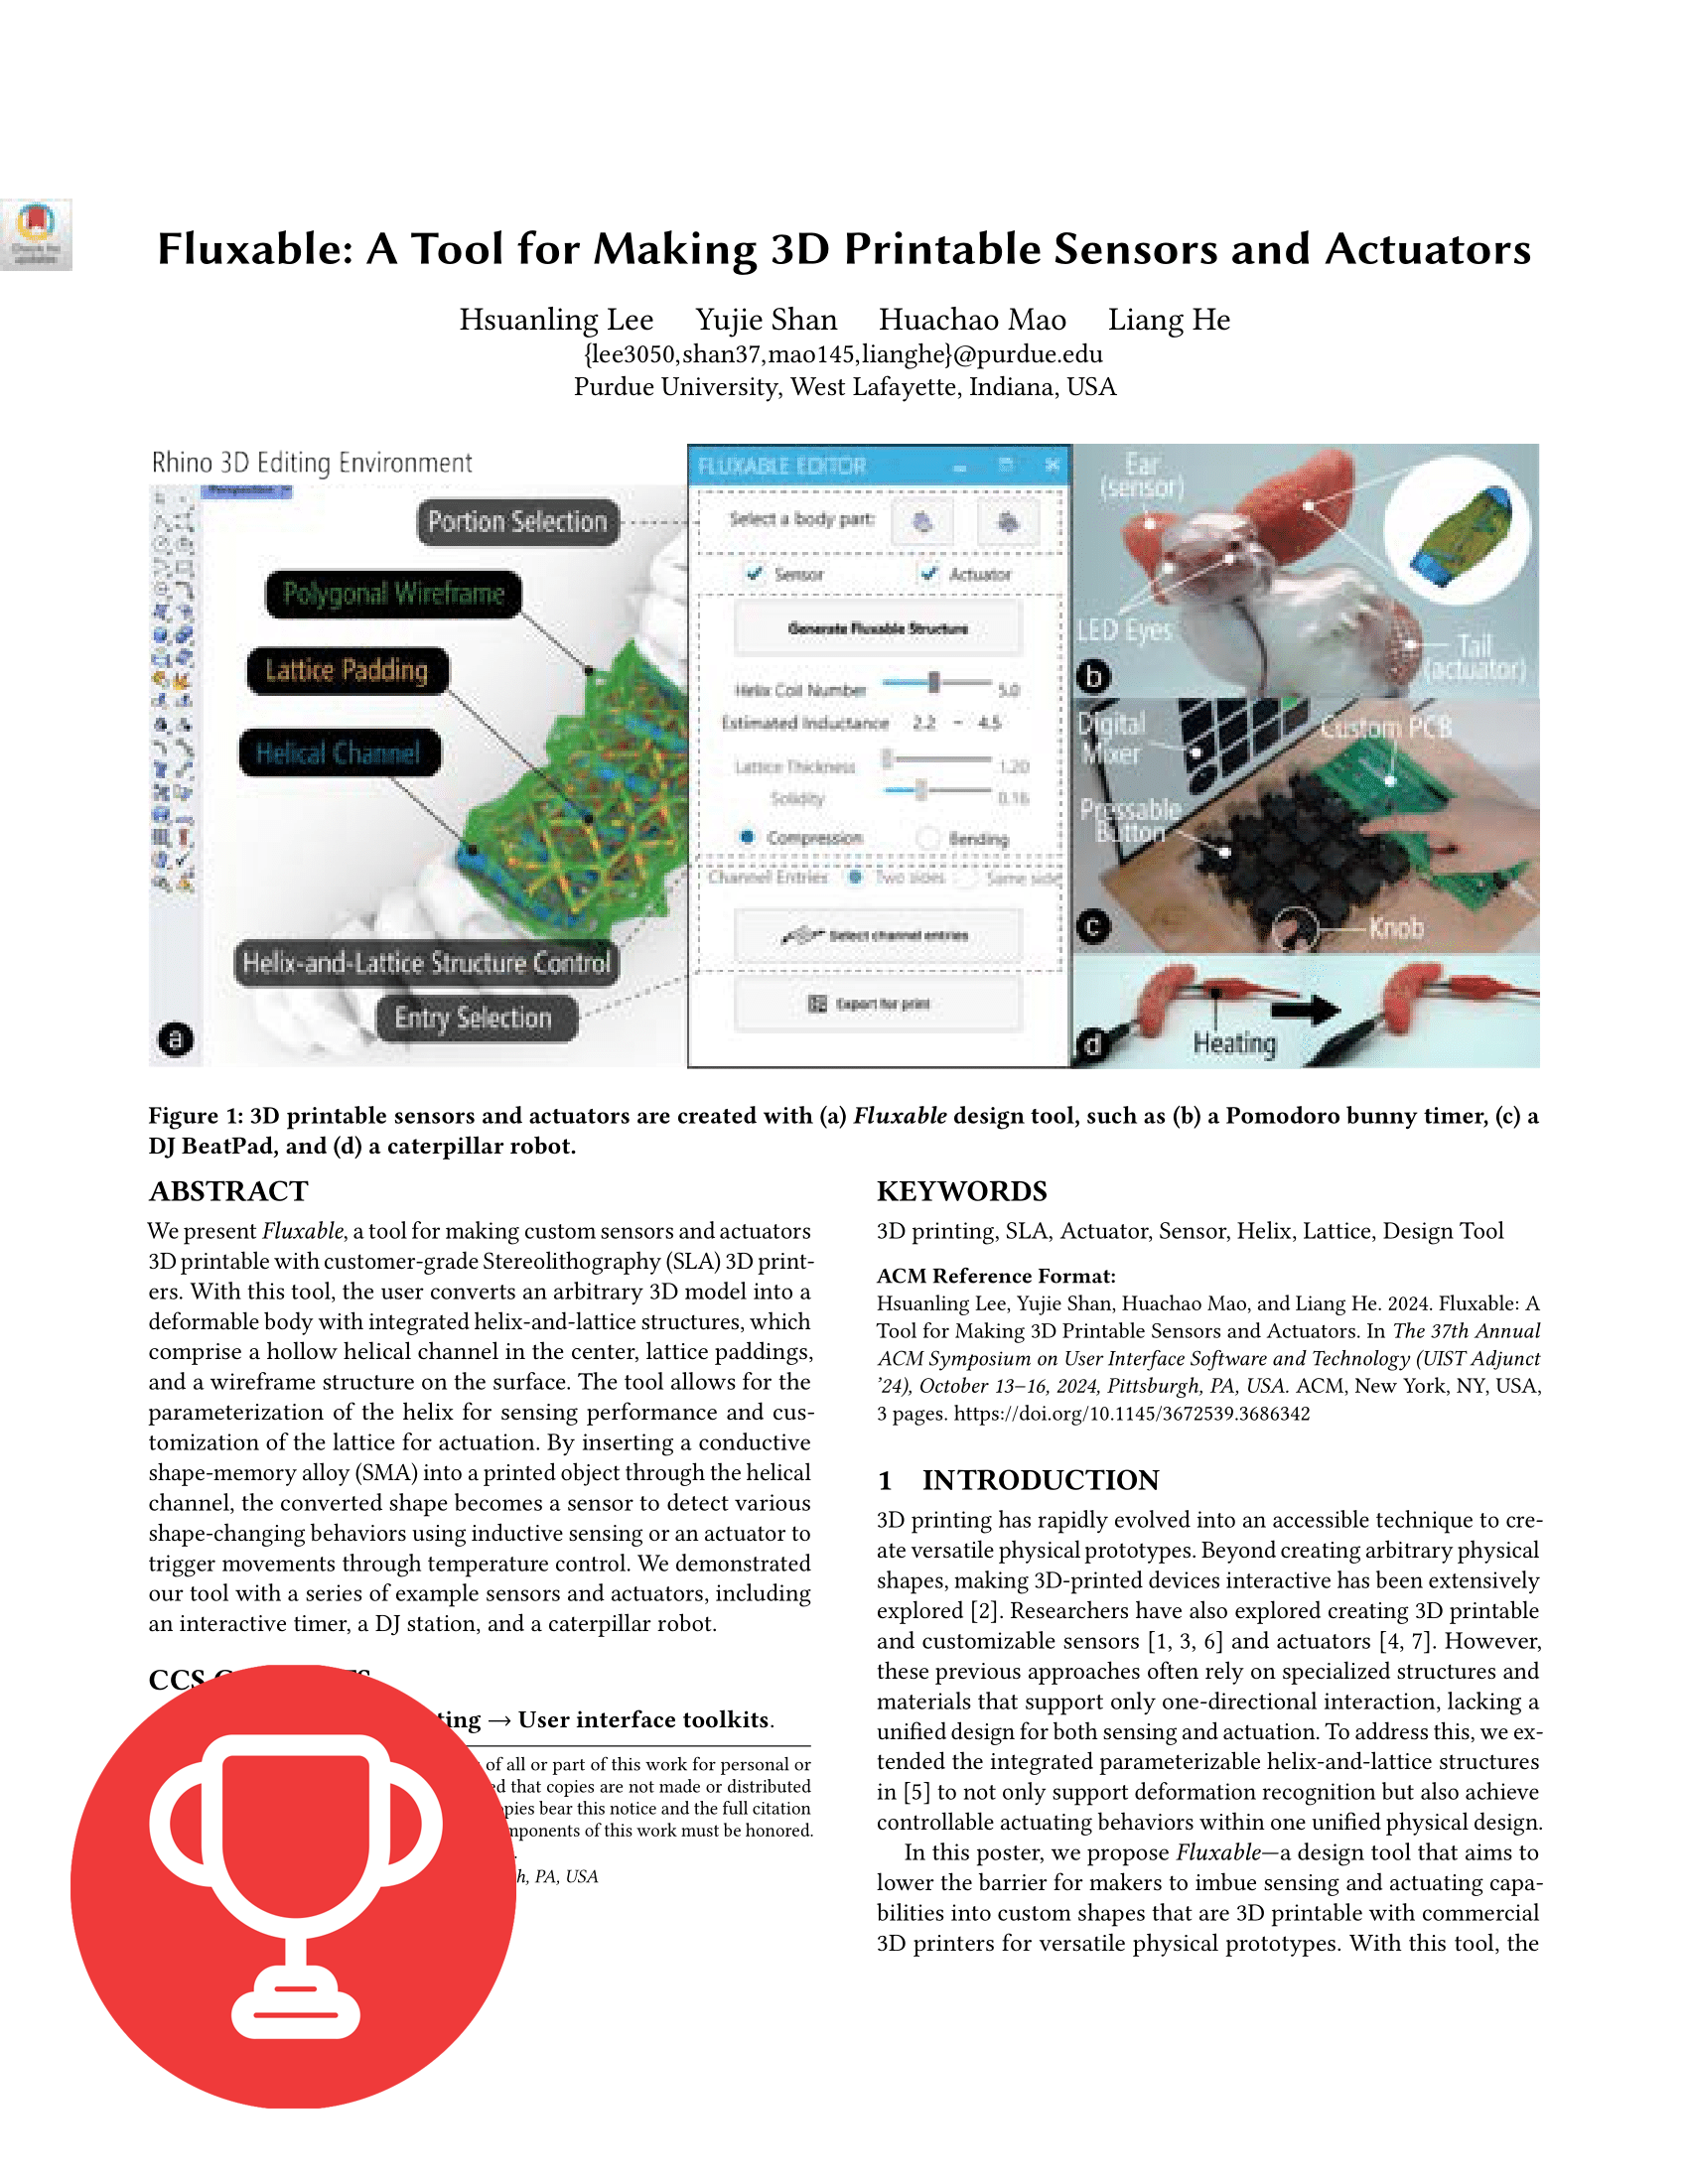 Check for
updates
Fluxable: A Tool for Making 3D Printable Sensors and Actuators
Hsuanling Lee Yujie Shan Huachao Mao Liang He
{lee3050,shan37,mao145,lianghe}@purdue.edu
Purdue University, West Lafayette, Indiana, USA
Rhino 3D Editing Environment
Perspective
Portion Selection
Polygonal Wireframe
Lattice Padding
Helical Channel
Helix-and-Lattice Structure Control
Entry Selection
a
FLUXABLE EDITOR
Select a body part:
Sensor Actuator
Generate Fluxable Structure
Helix Coil Number 5.0
Estimated Inductance 2.2 - 4.5
Lattice Thickness 1.20
Solidity 0.16
Compression Bending
Channel Entries Two sides Same side
Select channel entries
Export for print
Ear
(sensor)
LED Eyes
Tail
(actuator)
b
Digital
Mixer
Custom PCB
Pressable
Button
Knob
c
Heating
d
Figure 1: 3D printable sensors and actuators are created with (a) Fluxable design tool, such as (b) a Pomodoro bunny timer, (c) a
DJ BeatPad, and (d) a caterpillar robot.
ABSTRACT
We present Fluxable, a tool for making custom sensors and actuators
3D printable with customer-grade Stereolithography (SLA) 3D print-
ers. With this tool, the user converts an arbitrary 3D model into a
deformable body with integrated helix-and-lattice structures, which
comprise a hollow helical channel in the center, lattice paddings,
and a wireframe structure on the surface. The tool allows for the
parameterization of the helix for sensing performance and cus-
tomization of the lattice for actuation. By inserting a conductive
shape-memory alloy (SMA) into a printed object through the helical
channel, the converted shape becomes a sensor to detect various
shape-changing behaviors using inductive sensing or an actuator to
trigger movements through temperature control. We demonstrated
our tool with a series of example sensors and actuators, including
an interactive timer, a DJ station, and a caterpillar robot.
CCS
ting → User interface toolkits.
of all or part of this work for personal or
ed that copies are not made or distributed
pies bear this notice and the full citation
mponents of this work must be honored.
h, PA, USA
KEYWORDS
3D printing, SLA, Actuator, Sensor, Helix, Lattice, Design Tool
ACM Reference Format:
Hsuanling Lee, Yujie Shan, Huachao Mao, and Liang He. 2024. Fluxable: A
Tool for Making 3D Printable Sensors and Actuators. In The 37th Annual
ACM Symposium on User Interface Software and Technology (UIST Adjunct
’24), October 13–16, 2024, Pittsburgh, PA, USA. ACM, New York, NY, USA,
3 pages. https://doi.org/10.1145/3672539.3686342
1 INTRODUCTION
3D printing has rapidly evolved into an accessible technique to cre-
ate versatile physical prototypes. Beyond creating arbitrary physical
shapes, making 3D-printed devices interactive has been extensively
explored [2]. Researchers have also explored creating 3D printable
and customizable sensors [1, 3, 6] and actuators [4, 7]. However,
these previous approaches often rely on specialized structures and
materials that support only one-directional interaction, lacking a
unified design for both sensing and actuation. To address this, we ex-
tended the integrated parameterizable helix-and-lattice structures
in [5] to not only support deformation recognition but also achieve
controllable actuating behaviors within one unified physical design.
In this poster, we propose Fluxable—a design tool that aims to
lower the barrier for makers to imbue sensing and actuating capa-
bilities into custom shapes that are 3D printable with commercial
3D printers for versatile physical prototypes. With this tool, the